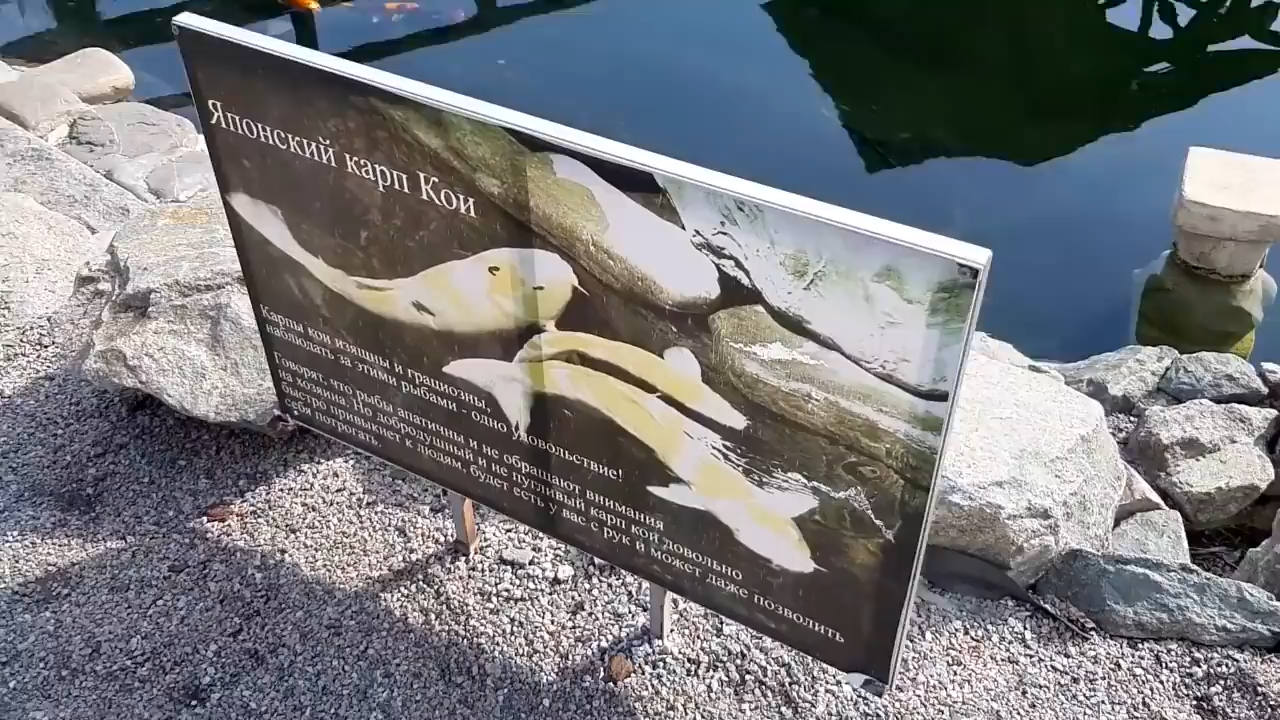 Японский карп Кои
Карпы кои изящны и грациозны,
наблюдать за этими рыбами - одно удовольствие!
Говорят, что рыбы апатичны и не обращают внимания
на хозяина. Но добродушный и не пугливый карп кои довольно
быстро привыкнет к людям, будет есть у вас с рук и может даже позволить
себя потрогать.